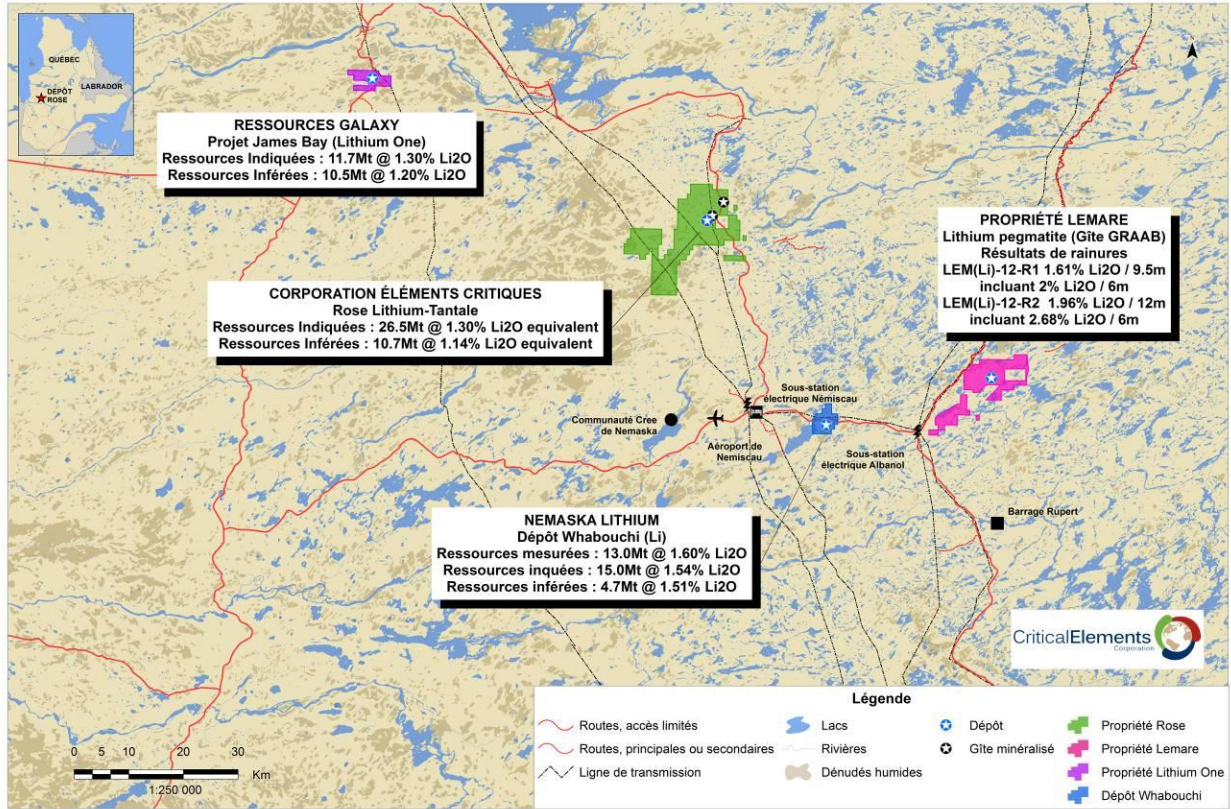 QUÉBEC
LABRADOR
DÉPÔT
ROSE
RESSOURCES GALAXY
Projet James Bay (Lithium One)
Ressources Indiquées : 11.7Mt @ 1.30% Li2O
Ressources Inférées : 10.5Mt @ 1.20% Li2O
PROPRIÉTÉ LEMARE
Lithium pegmatite (Gîte GRAAB)
Résultats de rainures
LEM(Li)-12-R1 1.61% Li2O / 9.5m
incluant 2% Li2O / 6m
LEM(Li)-12-R2 1.96% Li2O / 12m
incluant 2.68% Li2O / 6m
CORPORATION ÉLÉMENTS CRITIQUES
Rose Lithium-Tantale
Ressources Indiquées : 26.5Mt @ 1.30% Li2O equivalent
Ressources Inférées : 10.7Mt @ 1.14% Li2O equivalent
Sous-station
électrique Némiscau
Communauté Cree
de Nemaska
Aéroport de
Nemiscau
Sous-station
électrique Albanol
Barrage Rupert
NEMASKA LITHIUM
Dépôt Whabouchi (Li)
Ressources mesurées : 13.0Mt @ 1.60% Li2O
Ressources inquées : 15.0Mt @ 1.54% Li2O
Ressources inférées : 4.7Mt @ 1.51% Li2O
CriticalElements
Corporation
Légende
Routes, accès limités
Routes, principales ou secondaires
Ligne de transmission
Lacs
Rivières
Dénudés humides
Dépôt
Gîte minéralisé
Propriété Rose
Propriété Lemare
Propriété Lithium One
Dépôt Whabouchi
0 5 10 20 30
Km
1:250 000